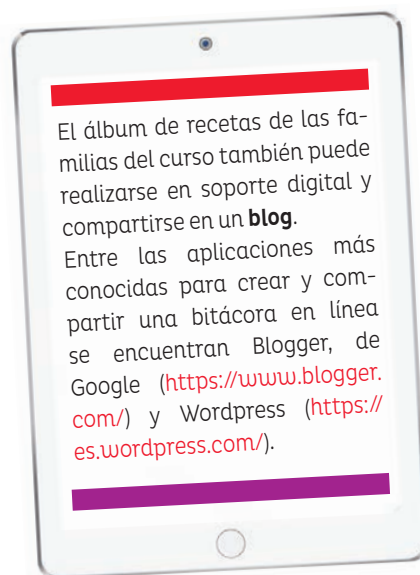 El álbum de recetas de las fa-
milias del curso también puede
realizarse en soporte digital y
compartirse en un blog.
Entre las aplicaciones más
conocidas para crear y com-
partir una bitácora en línea
se encuentran Blogger, de
Google (https://www.blogger.
com/) y Wordpress (https://
es.wordpress.com/).